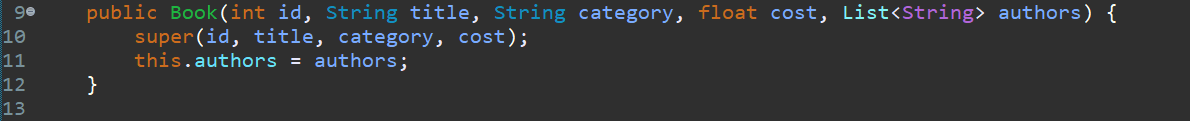 9 public Book(int id, String title, String category, float cost, List<String> authors) {
10 super(id, title, category, cost);
11 this.authors = authors;
12 }
13